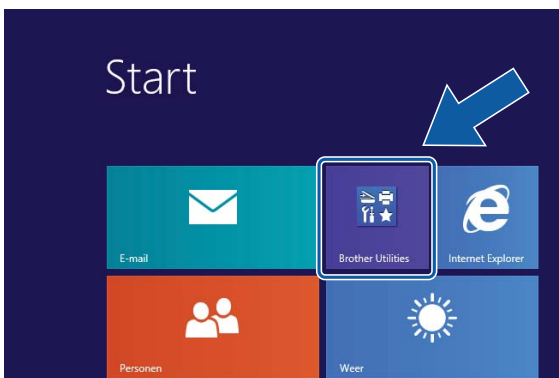 Start
E-mail
Brother Utilities
Internet Explorer
Personen
Weer